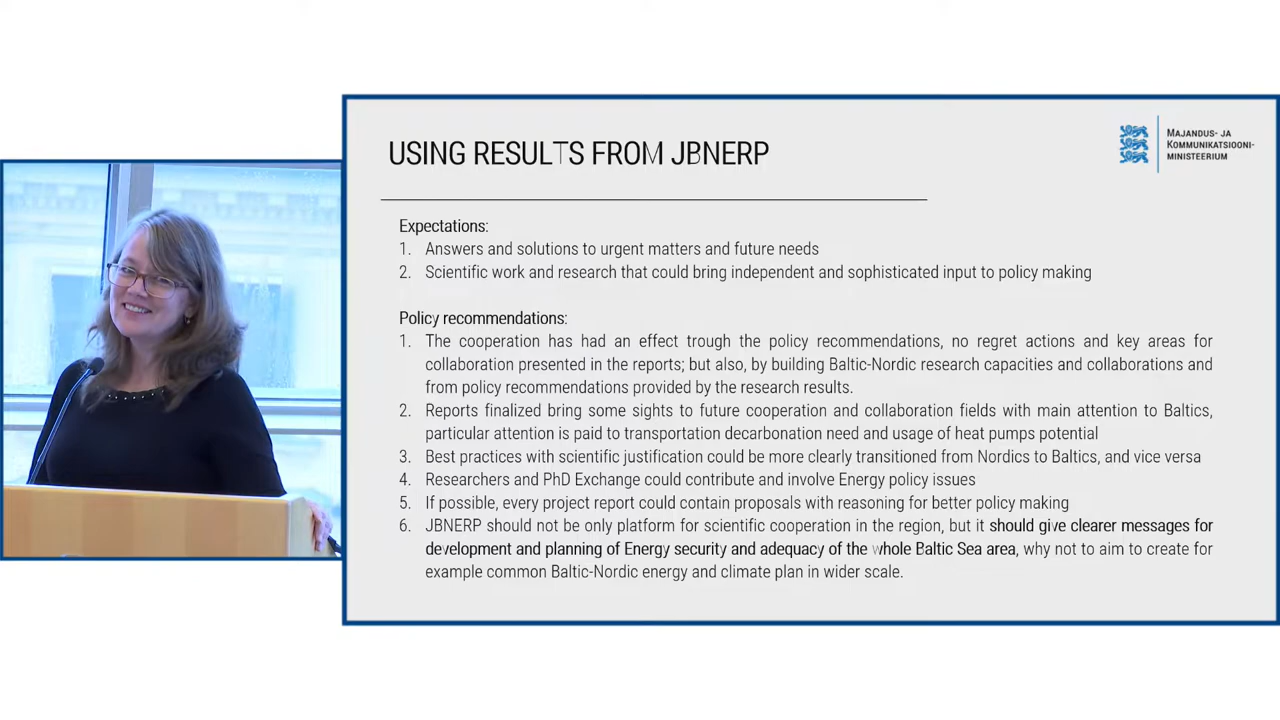 USING RESULTS FROM JBNERP
MAJANDUS- JA
KOMMUNIKATSIOONI-
MINISTEERIUM
Expectations:
1. Answers and solutions to urgent matters and future needs
2. Scientific work and research that could bring independent and sophisticated input to policy making
Policy recommendations:
1. The cooperation has had an effect trough the policy recommendations, no regret actions and key areas for
collaboration presented in the reports; but also, by building Baltic-Nordic research capacities and collaborations and
from policy recommendations provided by the research results.
2. Reports finalized bring some sights to future cooperation and collaboration fields with main attention to Baltics,
particular attention is paid to transportation decarbonation need and usage of heat pumps potential
3. Best practices with scientific justification could be more clearly transitioned from Nordics to Baltics, and vice versa
4. Researchers and PhD Exchange could contribute and involve Energy policy issues
5. If possible, every project report could contain proposals with reasoning for better policy making
6. JBNERP should not be only platform for scientific cooperation in the region, but it should give clearer messages for
development and planning of Energy security and adequacy of the whole Baltic Sea area, why not to aim to create for
example common Baltic-Nordic energy and climate plan in wider scale.